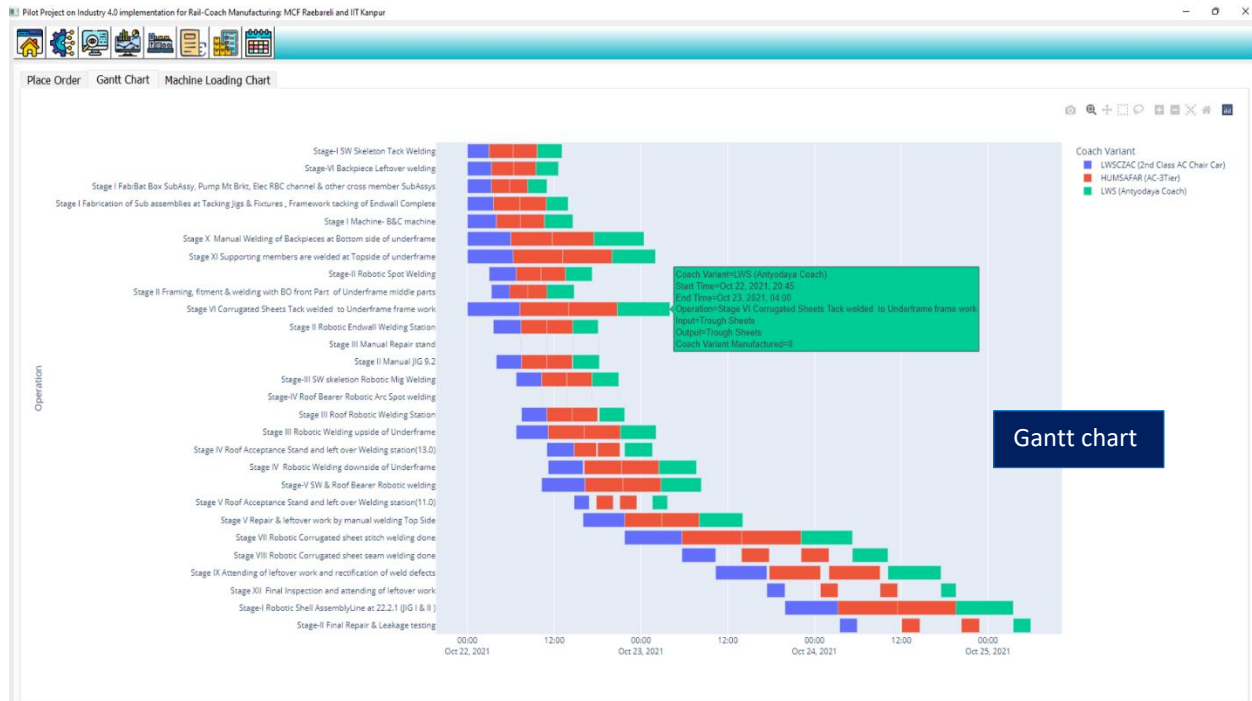 Pilot Project on Industry 4.0 implementation for Rail-Coach Manufacturing: MCF Raebareli and IIT Kanpur
Place Order Gantt Chart Machine Loading Chart
Coach Variant
LWSCZAC (2nd Class AC Chair Car)
HUMSAFAR (AC-3Tier)
LWS (Antyodaya Coach)
Operation
Stage-I SW Skeleton Tack Welding
Stage-VI Backpiece Leftover welding
Stage I Fab:Bat Box SubAssy, Pump Mt Brkt, Elec RBC channel & other cross member SubAssys
Stage I Fabrication of Sub assemblies at Tacking Jigs & Fixtures , Framework tacking of Endwall Complete
Stage I Machine- B&C machine
Stage X Manual Welding of Backpieces at Bottom side of underframe
Stage XI Supporting members are welded at Topside of underframe
Stage-II Robotic Spot Welding
Stage II Framing, fitment & welding with BO front Part of Underframe middle parts
Stage VI Corrugated Sheets Tack welded to Underframe frame work
Stage II Robotic Endwall Welding Station
Stage III Manual Repair stand
Stage II Manual JIG 9.2
Stage-III SW skeletion Robotic Mig Welding
Stage-IV Roof Bearer Robotic Arc Spot welding
Stage III Roof Robotic Welding Station
Stage III Robotic Welding upside of Underframe
Stage IV Roof Acceptance Stand and left over Welding station(13.0)
Stage IV Robotic Welding downside of Underframe
Stage-V SW & Roof Bearer Robotic welding
Stage V Roof Acceptance Stand and left over Welding station(11.0)
Stage V Repair & leftover work by manual welding Top Side
Stage VII Robotic Corrugated sheet stitch welding done
Stage VIII Robotic Corrugated sheet seam welding done
Stage IX Attending of leftover work and rectification of weld defects
Stage XII Final Inspection and attending of leftover work
Stage-I Robotic Shell AssemblyLine at 22.2.1 (JIG I & II )
Stage-II Final Repair & Leakage testing
Coach Variant=LWS (Antyodaya Coach)
Start Time=Oct 22, 2021, 20:45
End Time=Oct 23, 2021, 04:00
Operation=Stage VI Corrugated Sheets Tack welded to Underframe frame work
Input=Trough Sheets
Output=Trough Sheets
Coach Variant Manufactured=0
Gantt chart
00:00 12:00 00:00 12:00 00:00 12:00 00:00
Oct 22, 2021 Oct 23, 2021 Oct 24, 2021 Oct 25, 2021